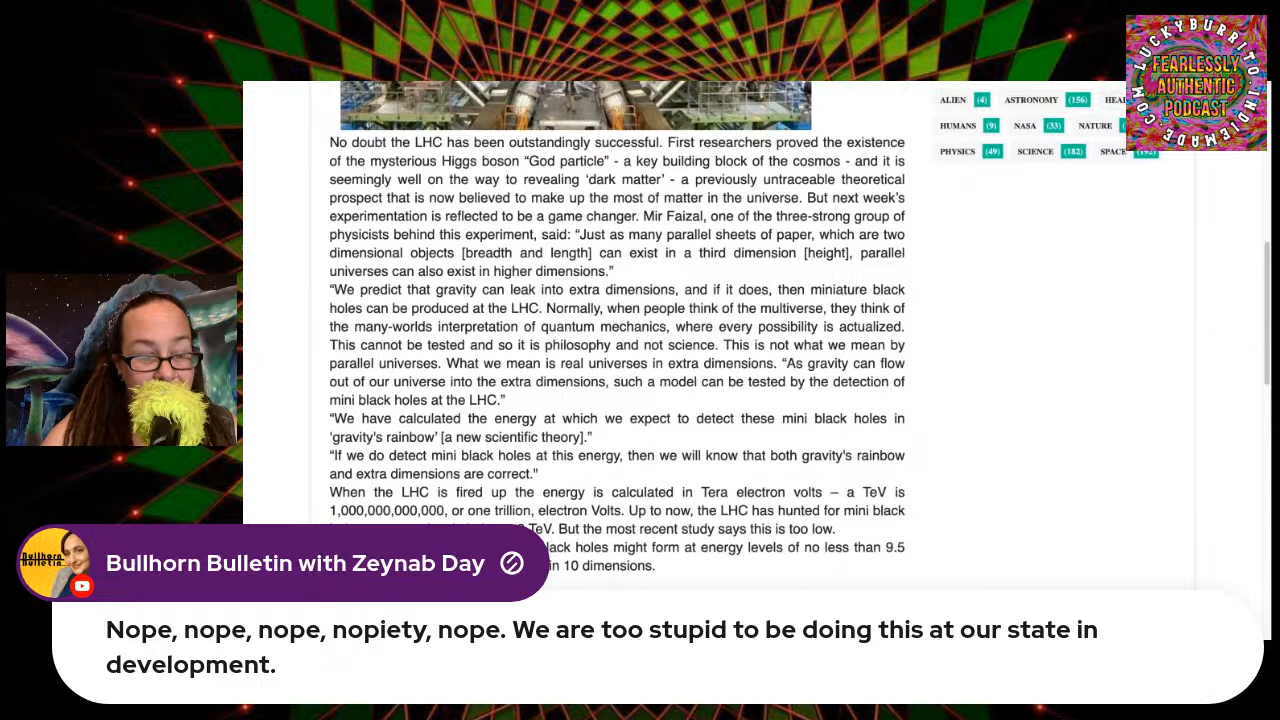 LUCKYBURRITO.INDIEMADE.COM
FEARLESSLY
AUTHENTIC
PODCAST
ALIEN (4) ASTRONOMY (156)
HUMANS (9) NASA (33) NATURE
PHYSICS (49) SCIENCE (182) SPACE
No doubt the LHC has been outstandingly successful. First researchers proved the existence
of the mysterious Higgs boson “God particle” - a key building block of the cosmos - and it is
seemingly well on the way to revealing ‘dark matter’ - a previously untraceable theoretical
prospect that is now believed to make up the most of matter in the universe. But next week’s
experimentation is reflected to be a game changer. Mir Faizal, one of the three-strong group of
physicists behind this experiment, said: “Just as many parallel sheets of paper, which are two
dimensional objects [breadth and length] can exist in a third dimension [height], parallel
universes can also exist in higher dimensions.”
“We predict that gravity can leak into extra dimensions, and if it does, then miniature black
holes can be produced at the LHC. Normally, when people think of the multiverse, they think of
the many-worlds interpretation of quantum mechanics, where every possibility is actualized.
This cannot be tested and so it is philosophy and not science. This is not what we mean by
parallel universes. What we mean is real universes in extra dimensions. “As gravity can flow
out of our universe into the extra dimensions, such a model can be tested by the detection of
mini black holes at the LHC.”
“We have calculated the energy at which we expect to detect these mini black holes in
‘gravity's rainbow’ [a new scientific theory].”
“If we do detect mini black holes at this energy, then we will know that both gravity's rainbow
and extra dimensions are correct."
When the LHC is fired up the energy is calculated in Tera electron volts – a TeV is
1,000,000,000,000, or one trillion, electron Volts. Up to now, the LHC has hunted for mini black
TeV. But the most recent study says this is too low.
black holes might form at energy levels of no less than 9.5
in 10 dimensions.
Bullhorn
Bulletin
Bullhorn Bulletin with Zeynab Day
Nope, nope, nope, nopiety, nope. We are too stupid to be doing this at our state in
development.